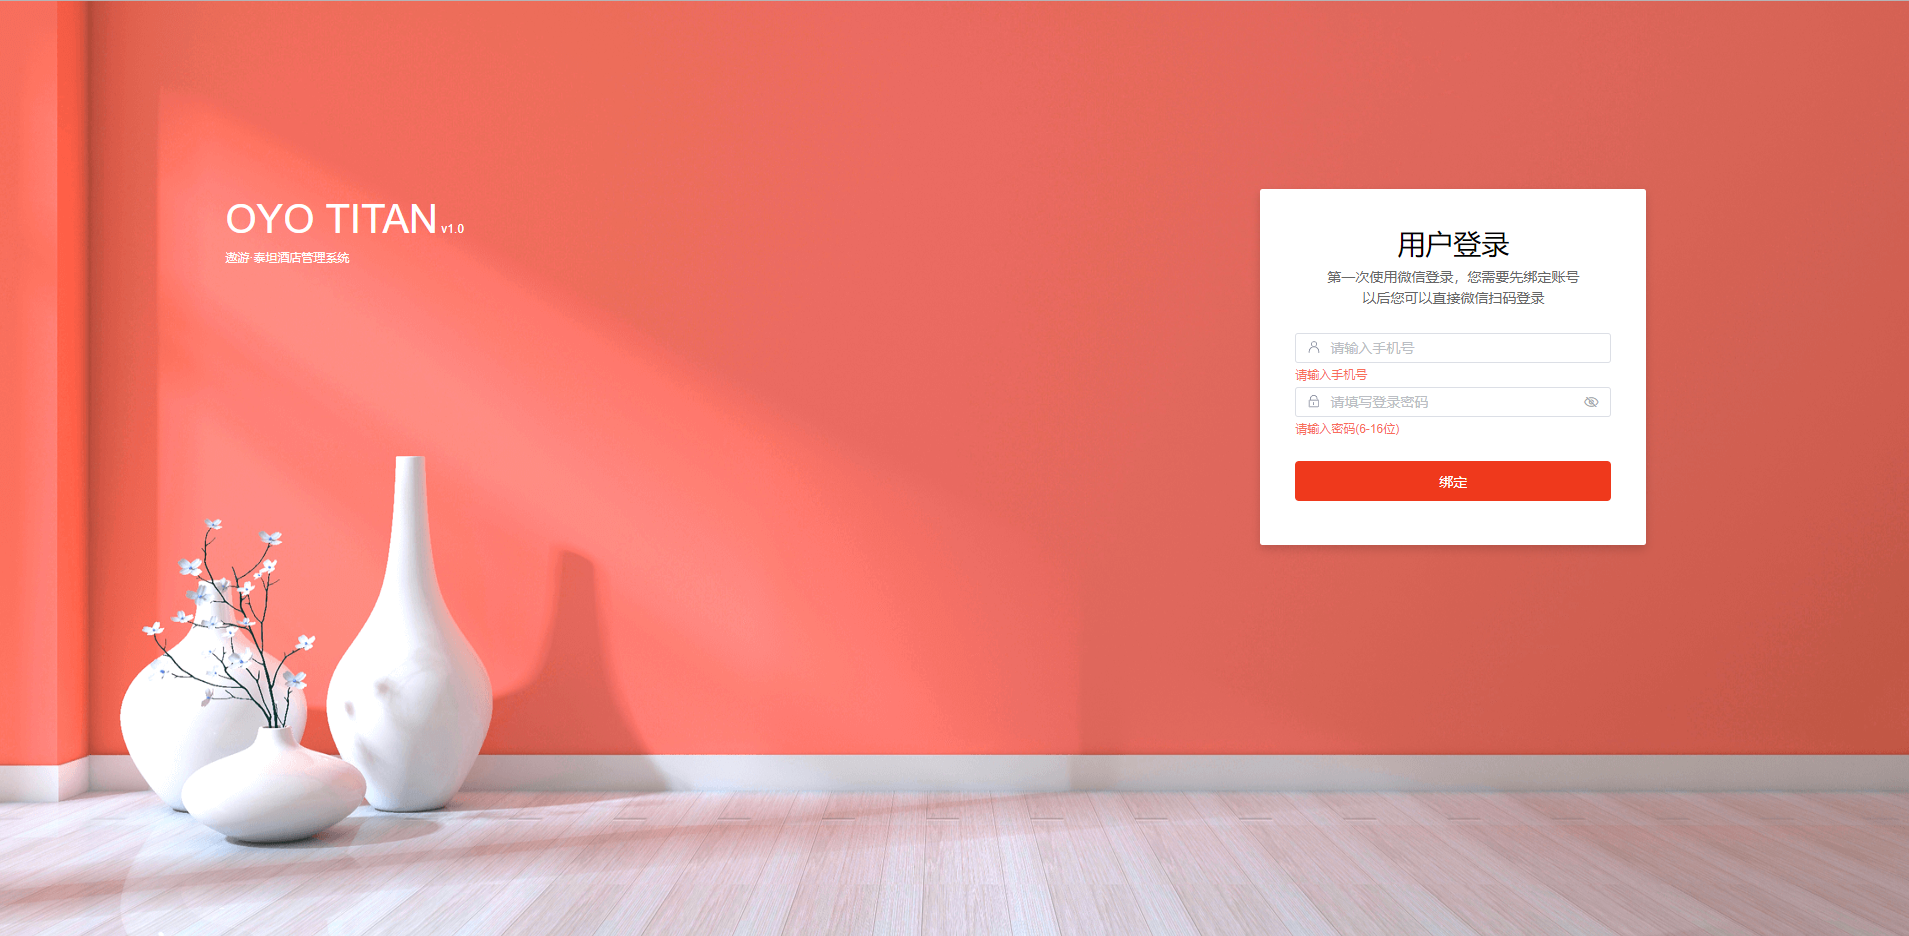 OYO TITAN v1.0
遨游·泰坦酒店管理系统
用户登录
第一次使用微信登录，您需要先绑定账号
以后您可以直接微信扫码登录
请输入手机号
请输入手机号
请填写登录密码
请输入密码(6-16位)
绑定